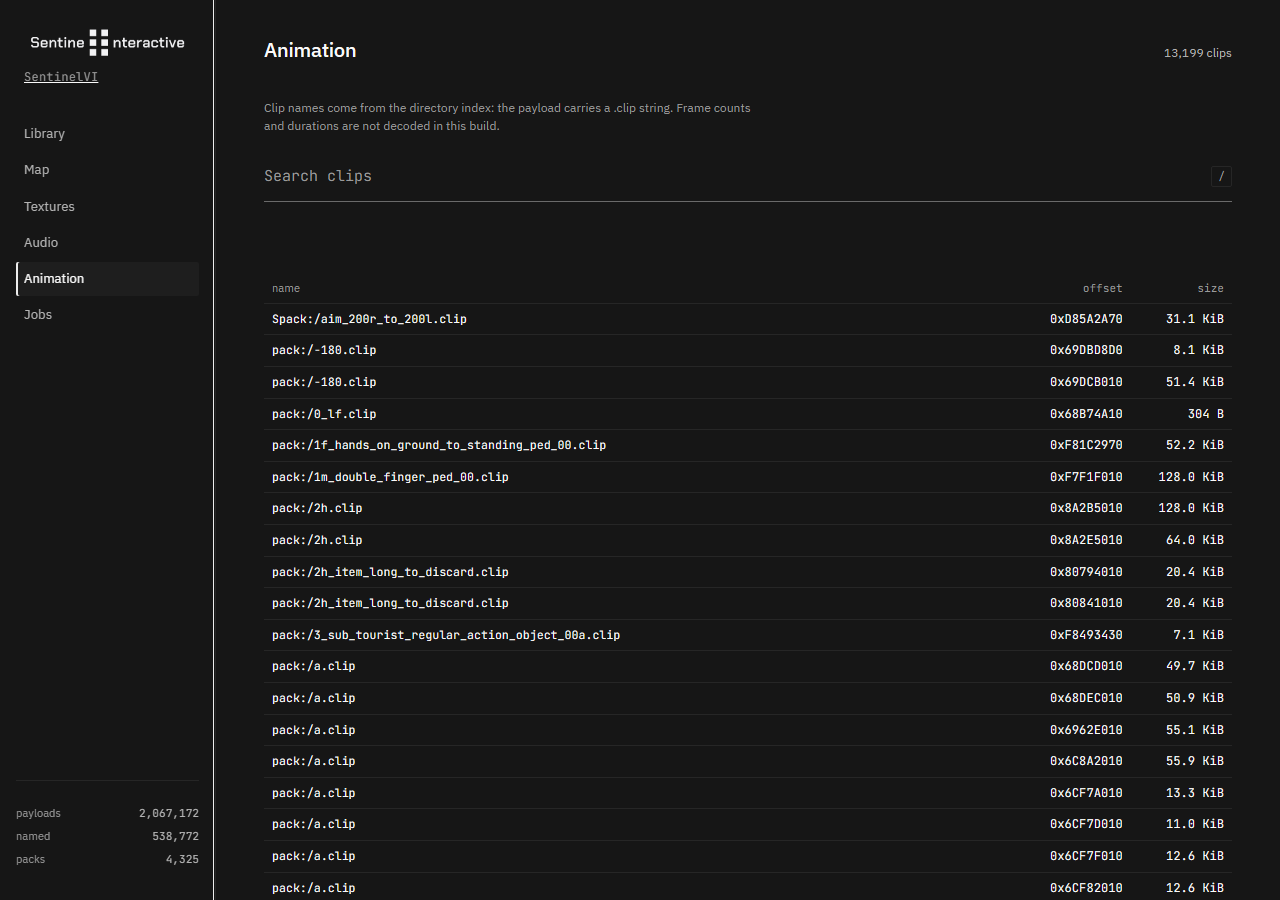 Sentine nteractive
SentinelVI
Library
Map
Textures
Audio
Animation
Jobs
payloads 2,067,172
named 538,772
packs 4,325
Animation
13,199 clips
Clip names come from the directory index: the payload carries a .clip string. Frame counts
and durations are not decoded in this build.
Search clips /
name offset size
Spack:/aim_200r_to_200l.clip 0xD85A2A70 31.1 KiB
pack:/-180.clip 0x69DBD8D0 8.1 KiB
pack:/-180.clip 0x69DCB010 51.4 KiB
pack:/0_lf.clip 0x68B74A10 304 B
pack:/1f_hands_on_ground_to_standing_ped_00.clip 0xF81C2970 52.2 KiB
pack:/1m_double_finger_ped_00.clip 0xF7F1F010 128.0 KiB
pack:/2h.clip 0x8A2B5010 128.0 KiB
pack:/2h.clip 0x8A2E5010 64.0 KiB
pack:/2h_item_long_to_discard.clip 0x80794010 20.4 KiB
pack:/2h_item_long_to_discard.clip 0x80841010 20.4 KiB
pack:/3_sub_tourist_regular_action_object_00a.clip 0xF8493430 7.1 KiB
pack:/a.clip 0x68DCD010 49.7 KiB
pack:/a.clip 0x68DEC010 50.9 KiB
pack:/a.clip 0x6962E010 55.1 KiB
pack:/a.clip 0x6C8A2010 55.9 KiB
pack:/a.clip 0x6CF7A010 13.3 KiB
pack:/a.clip 0x6CF7D010 11.0 KiB
pack:/a.clip 0x6CF7F010 12.6 KiB
pack:/a.clip 0x6CF82010 12.6 KiB